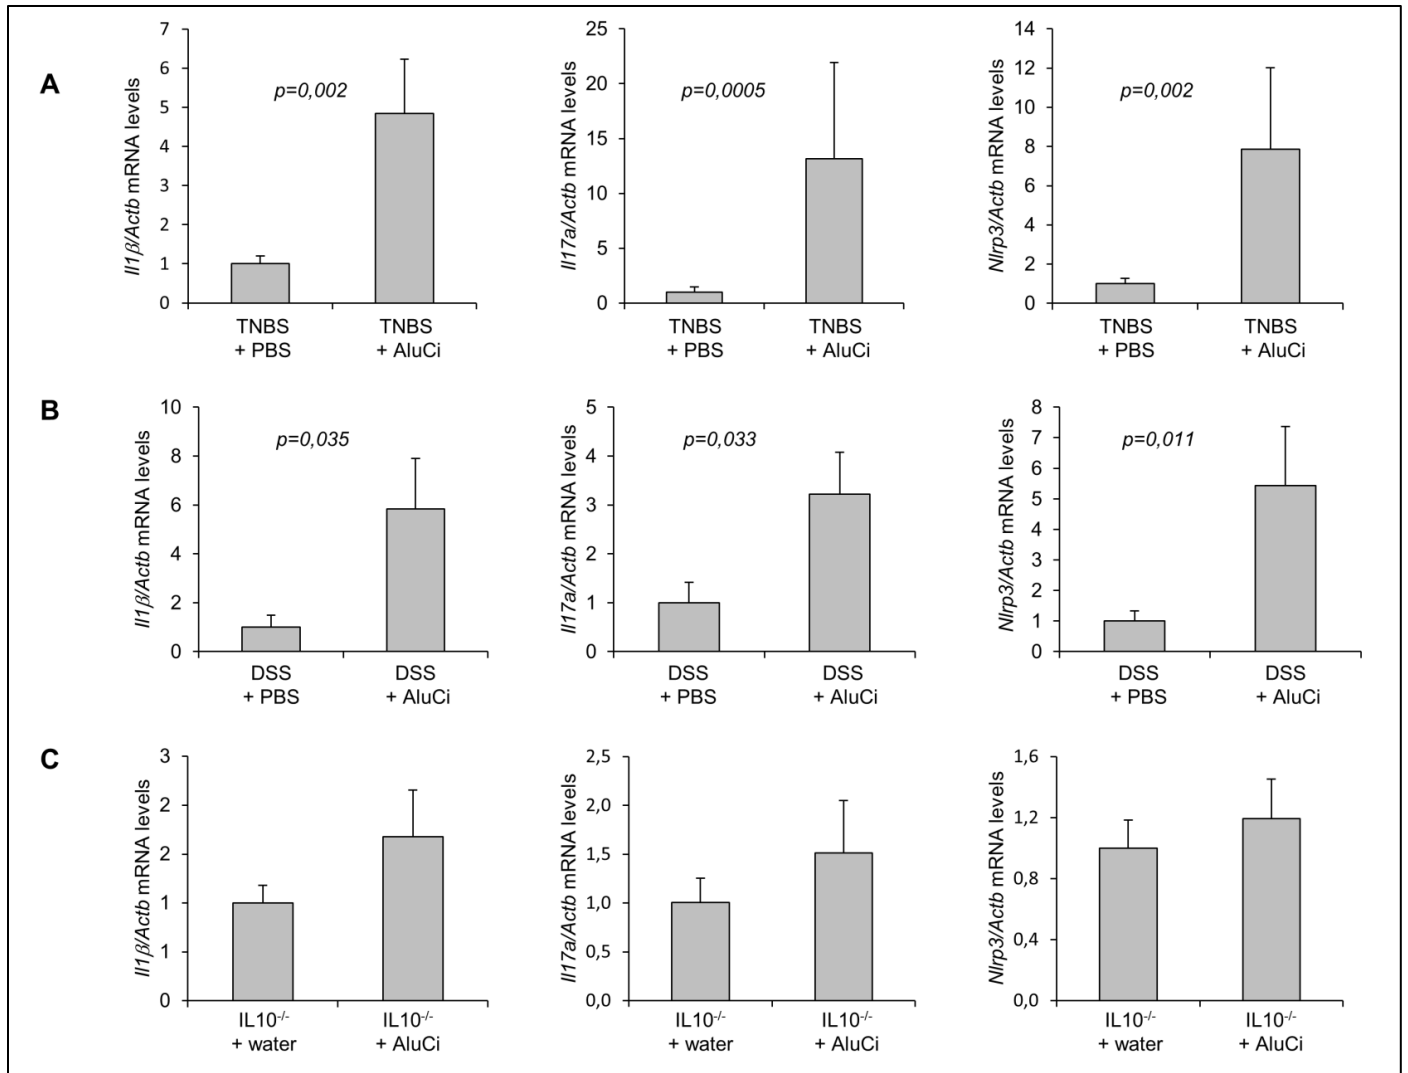 A
Il1β/Actb mRNA levels
7
6
5
4
3
2
1
0
p=0,002
TNBS
+ PBS
TNBS
+ AluCi
Il17a/Actb mRNA levels
25
20
15
10
5
0
p=0,0005
TNBS
+ PBS
TNBS
+ AluCi
Nlrp3/Actb mRNA levels
14
12
10
8
6
4
2
0
p=0,002
TNBS
+ PBS
TNBS
+ AluCi
B
Il1β/Actb mRNA levels
10
8
6
4
2
0
p=0,035
DSS
+ PBS
DSS
+ AluCi
Il17a/Actb mRNA levels
5
4
3
2
1
0
p=0,033
DSS
+ PBS
DSS
+ AluCi
Nlrp3/Actb mRNA levels
8
7
6
5
4
3
2
1
0
p=0,011
DSS
+ PBS
DSS
+ AluCi
C
Il1β/Actb mRNA levels
3
2
2
1
1
0
IL10-/-
+ water
IL10-/-
+ AluCi
Il17a/Actb mRNA levels
2,5
2,0
1,5
1,0
0,5
0,0
IL10-/-
+ water
IL10-/-
+ AluCi
Nlrp3/Actb mRNA levels
1,6
1,2
0,8
0,4
0,0
IL10-/-
+ water
IL10-/-
+ AluCi